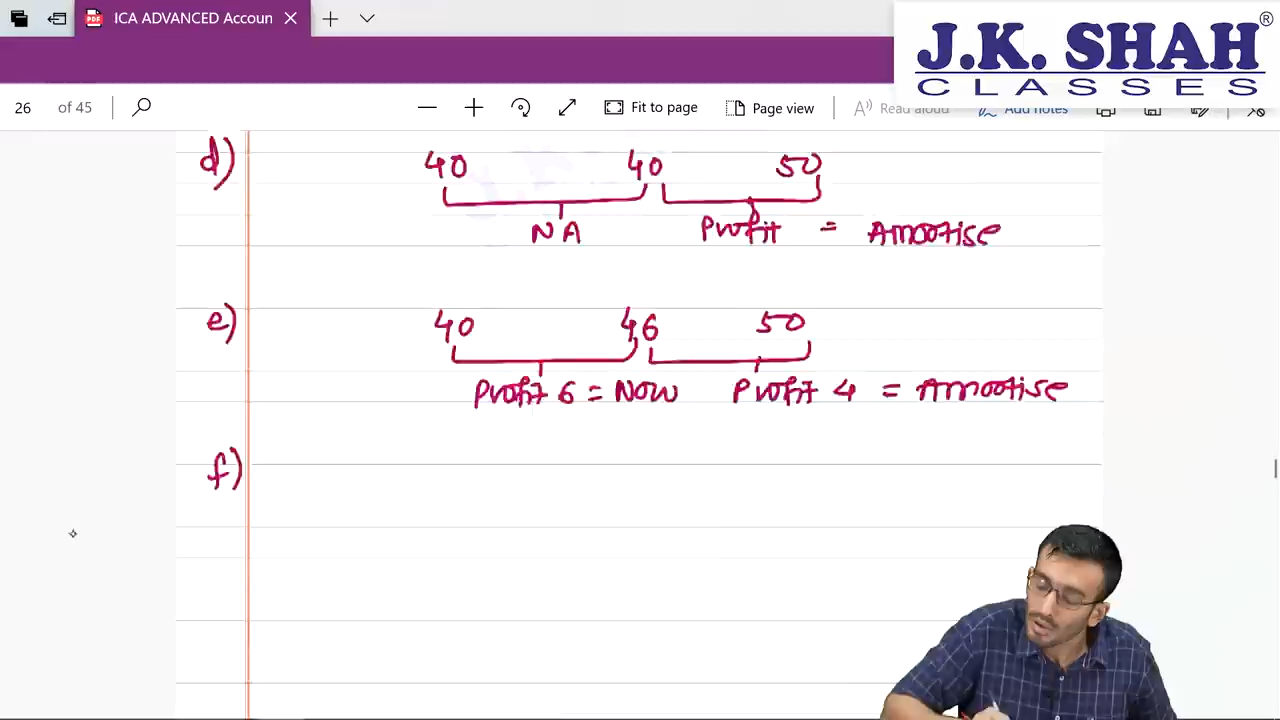 ICA ADVANCED Accoun
J.K. SHAH®
CLASSES
26 of 45
Fit to page
Page view
Read aloud
Add notes
d) 40 40 50
NA Profit = Amortise
e) 40 46 50
Profit 6 = Now Profit 4 = Amortise
f)